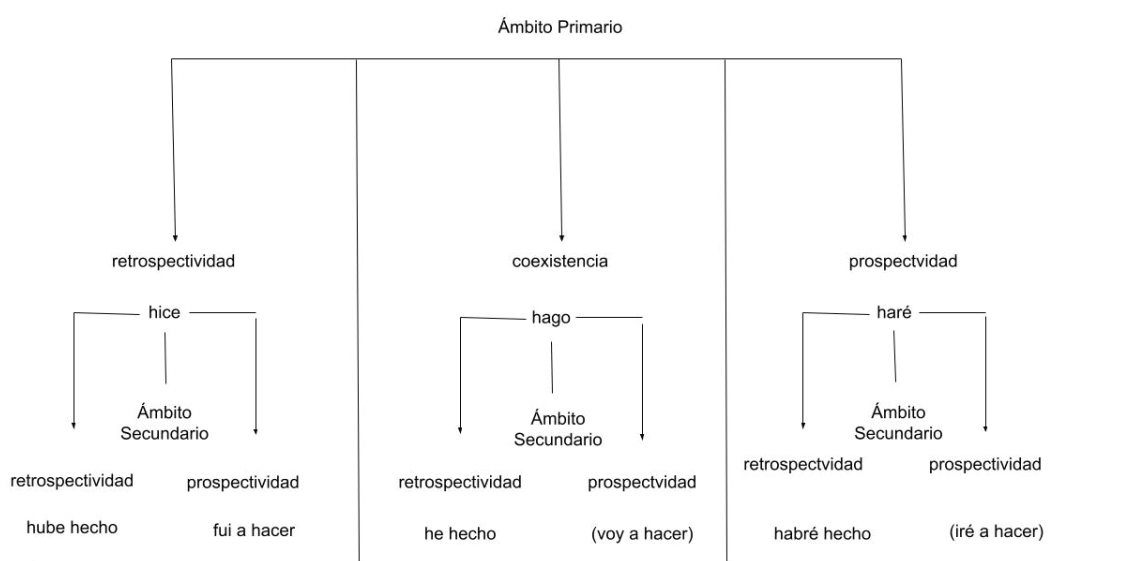 Ámbito Primario
retrospectividad
coexistencia
prospectvidad
hice
hago
haré
Ámbito
Secundario
Ámbito
Secundario
Ámbito
Secundario
retrospectividad
prospectividad
retrospectividad
prospectvidad
retrospectvidad
prospectividad
hube hecho
fui a hacer
he hecho
(voy a hacer)
habré hecho
(iré a hacer)